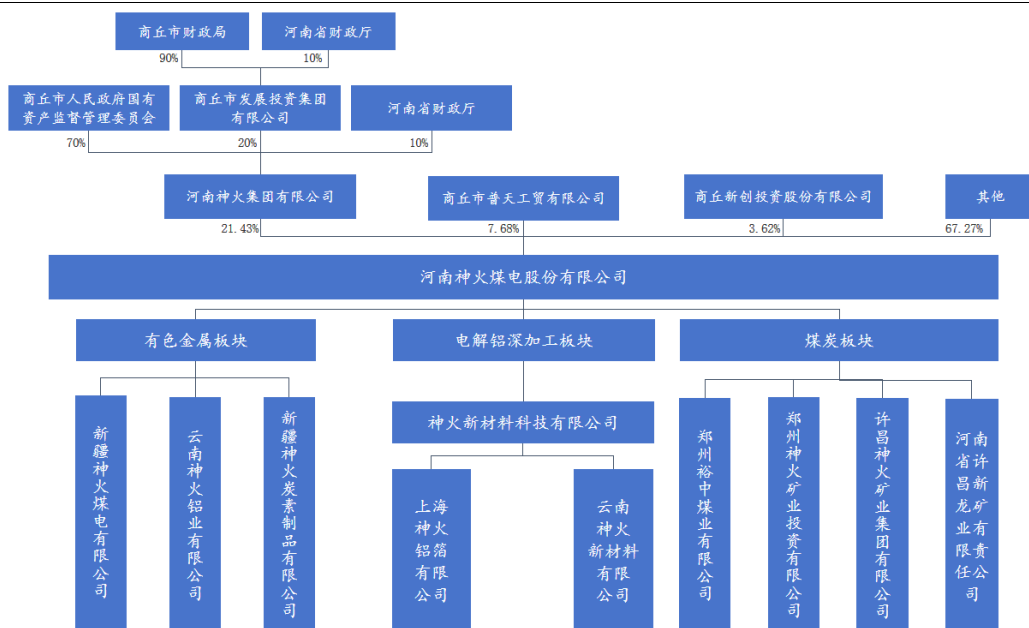 商丘市财政局
河南省财政厅
90%
10%
商丘市人民政府国有
资产监督管理委员会
商丘市发展投资集团
有限公司
河南省财政厅
70%
20%
10%
河南神火集团有限公司
商丘市普天工贸有限公司
商丘新创投资股份有限公司
其他
21.43%
7.68%
3.62%
67.27%
河南神火煤电股份有限公司
有色金属板块
电解铝深加工板块
煤炭板块
新疆神火煤电有限公司
云南神火铝业有限公司
新疆神火炭素制品有限公司
神火新材料科技有限公司
上海
神火
铝箔
有限
公司
云南
神火
新材料
有限
公司
郑州裕中煤业有限公司
郑州神火矿业投资有限公司
许昌神火矿业集团有限公司
河南
省许
昌新
龙矿
业有
限责
任公
司